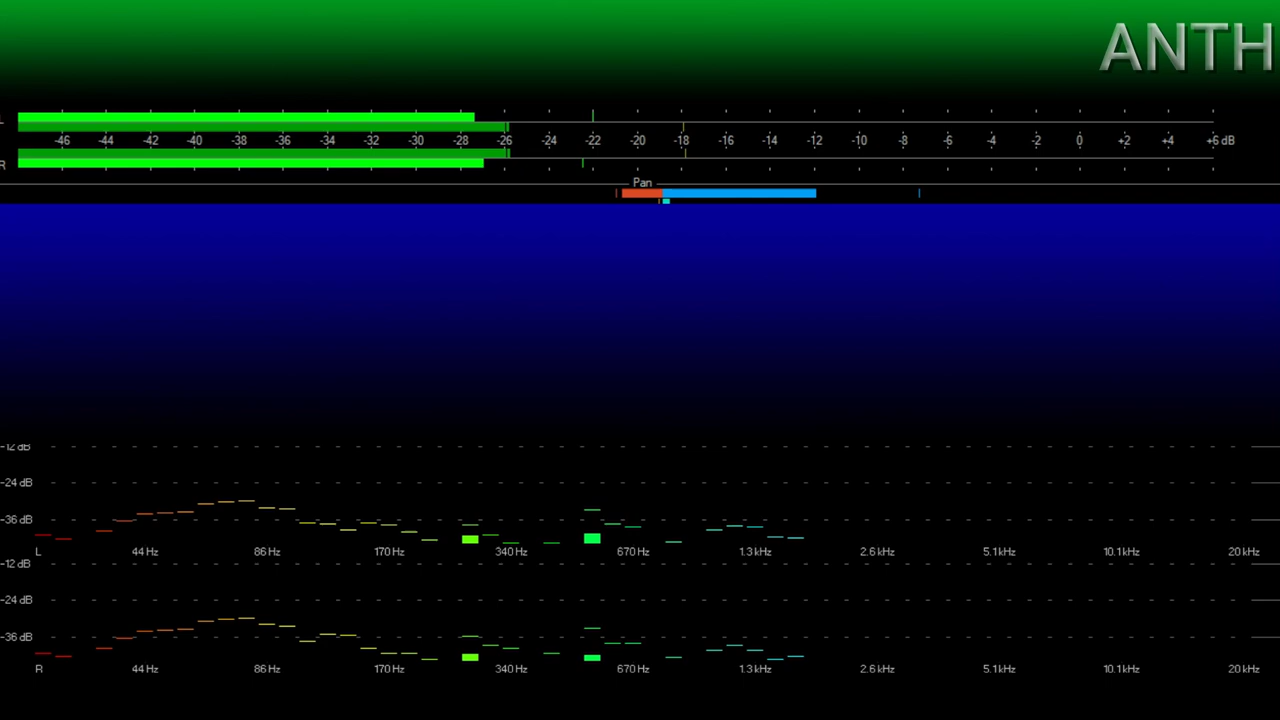 ANTH
L
-46 -44 -42 -40 -38 -36 -34 -32 -30 -28 -26 -24 -22 -20 -18 -16 -14 -12 -10 -8 -6 -4 -2 0 +2 +4 +6 dB
R
Pan
-12 dB
-24 dB
-36 dB
L 44 Hz 86 Hz 170 Hz 340 Hz 670 Hz 1.3 kHz 2.6 kHz 5.1 kHz 10.1 kHz 20 kHz
-12 dB
-24 dB
-36 dB
R 44 Hz 86 Hz 170 Hz 340 Hz 670 Hz 1.3 kHz 2.6 kHz 5.1 kHz 10.1 kHz 20 kHz